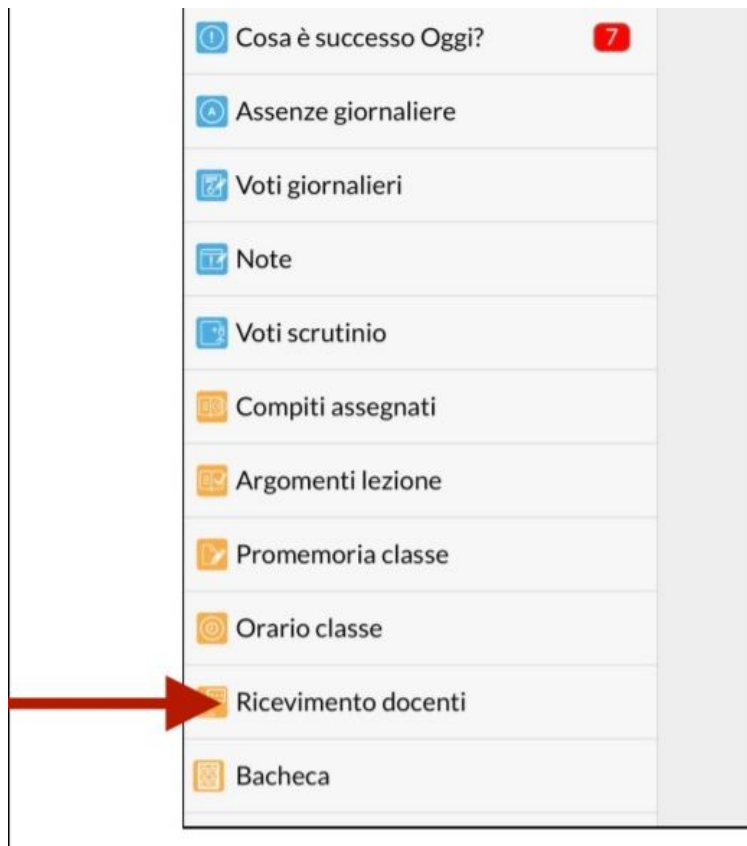 Cosa è successo Oggi? 7
Assenze giornaliere
Voti giornalieri
Note
Voti scrutinio
Compiti assegnati
Argomenti lezione
Promemoria classe
Orario classe
Ricevimento docenti
Bacheca